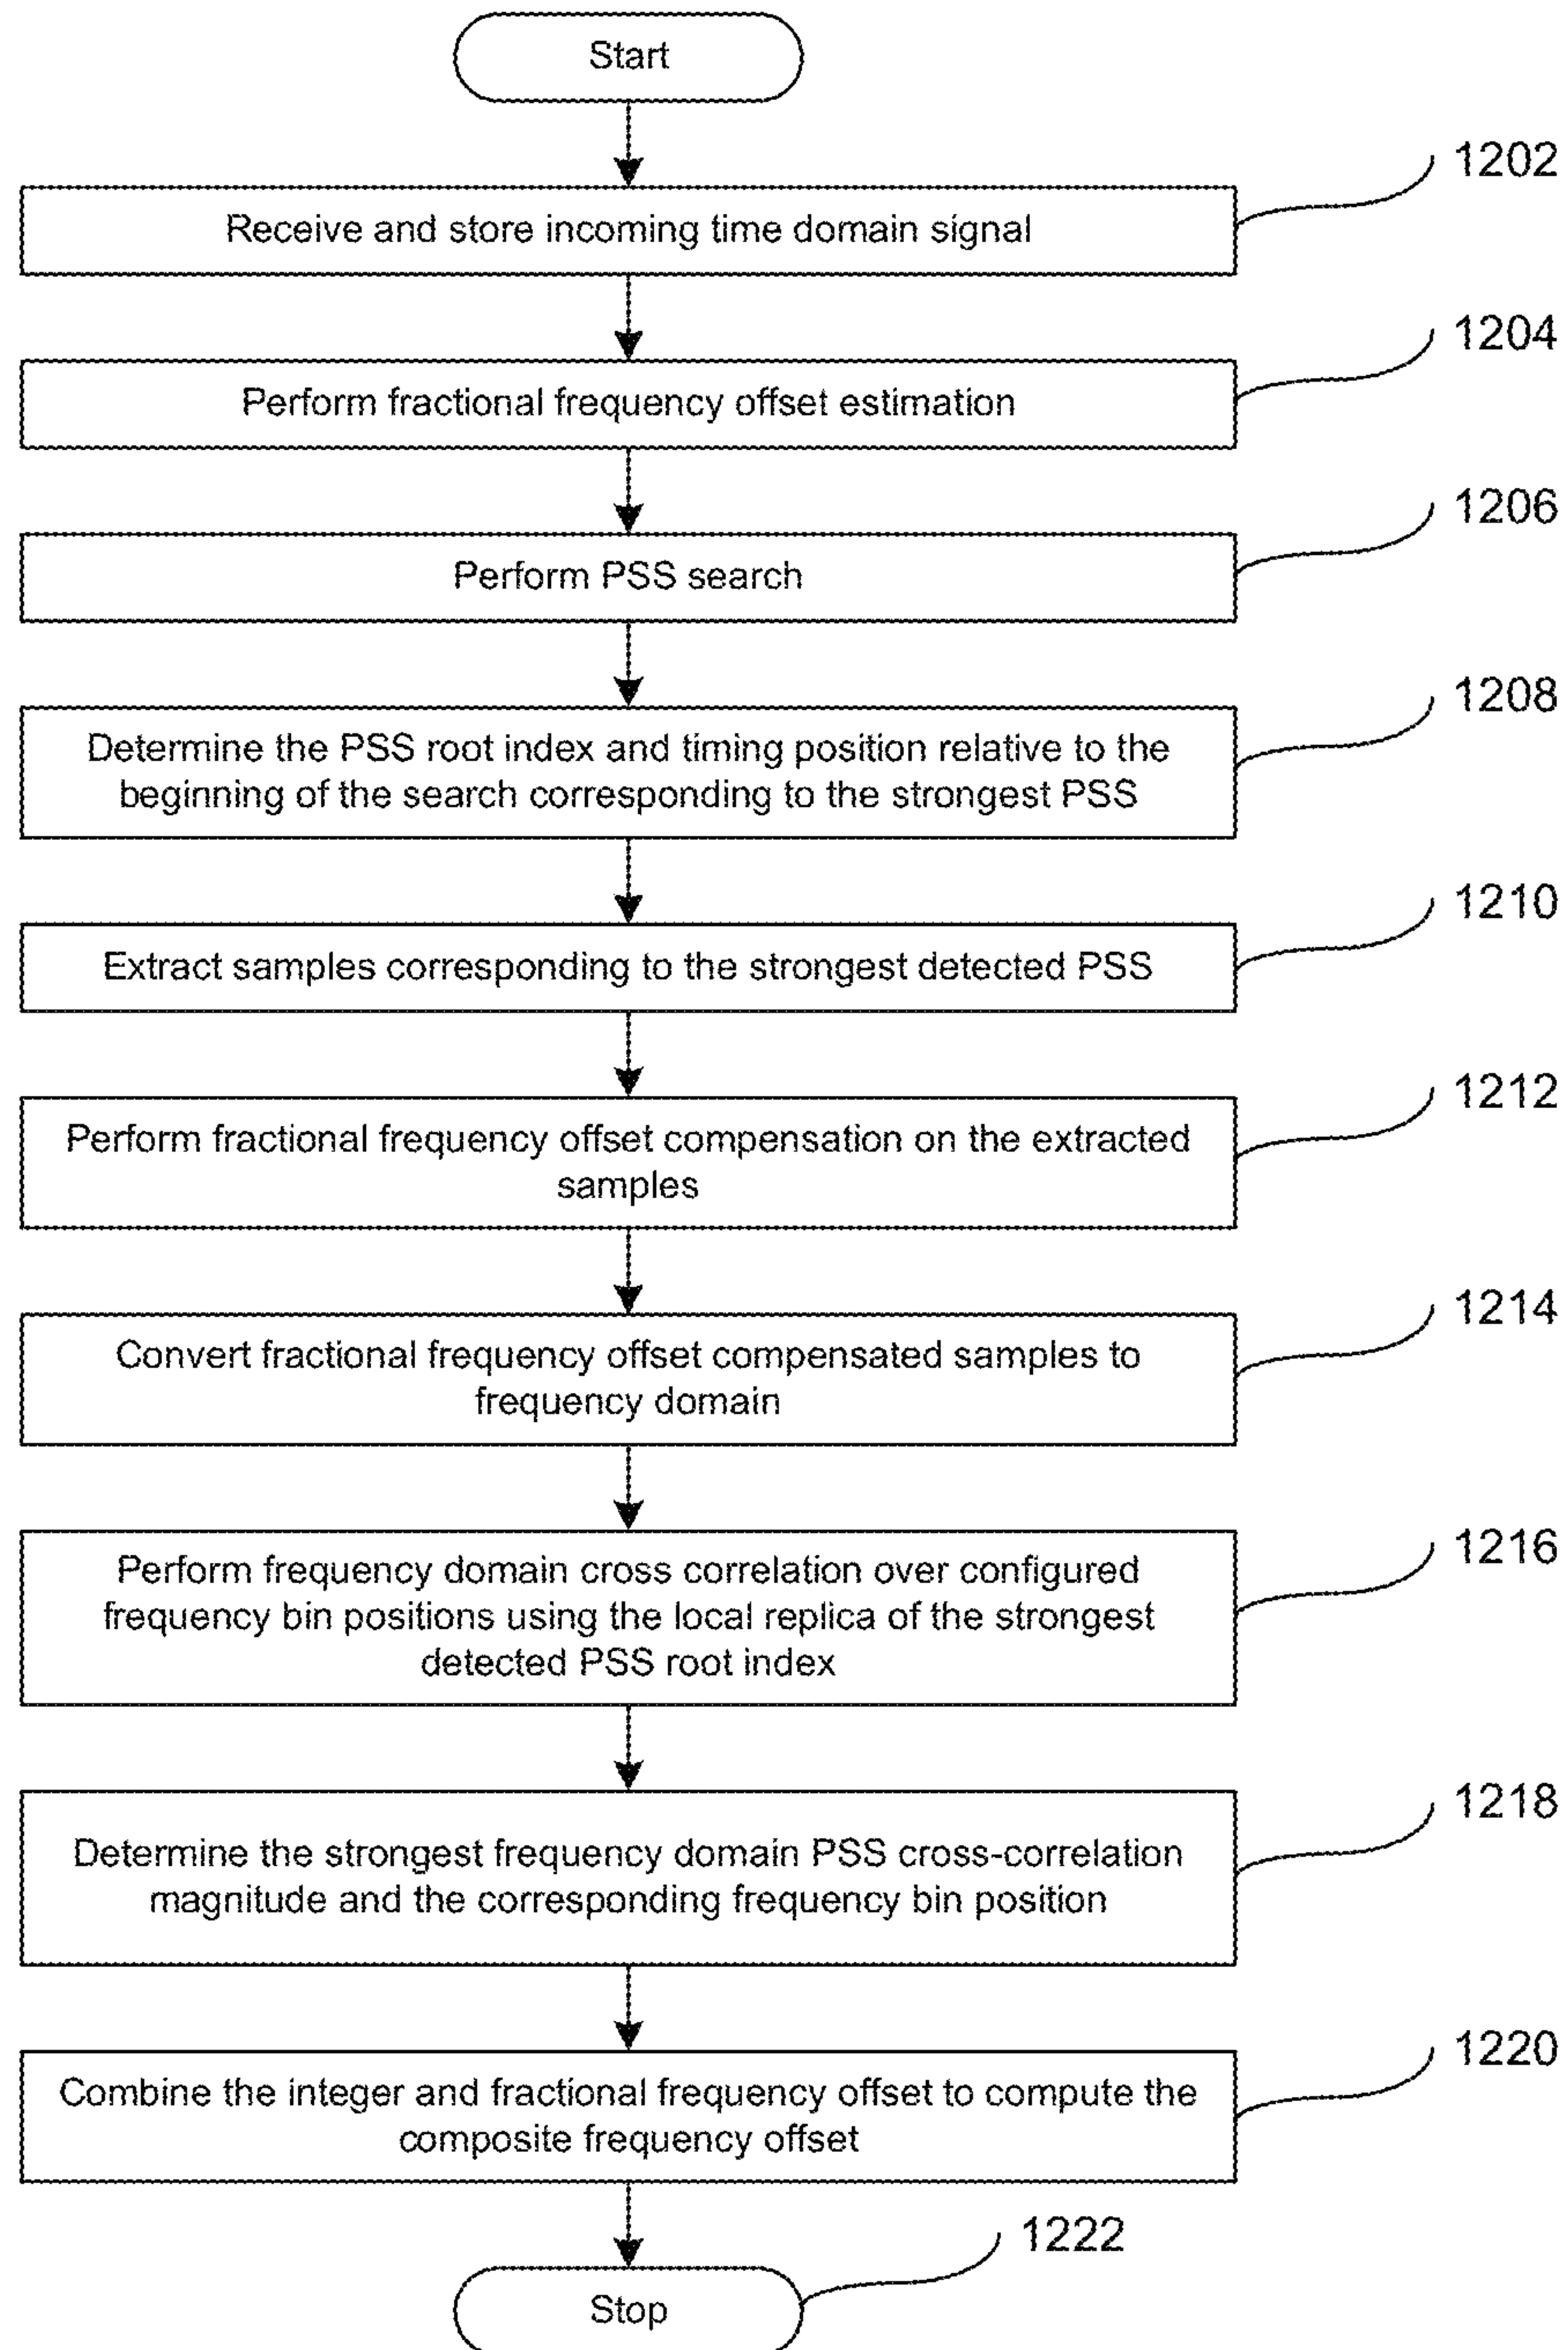 Start
1202
Receive and store incoming time domain signal
1204
Perform fractional frequency offset estimation
1206
Perform PSS search
1208
Determine the PSS root index and timing position relative to the
beginning of the search corresponding to the strongest PSS
1210
Extract samples corresponding to the strongest detected PSS
1212
Perform fractional frequency offset compensation on the extracted
samples
1214
Convert fractional frequency offset compensated samples to
frequency domain
1216
Perform frequency domain cross correlation over configured
frequency bin positions using the local replica of the strongest
detected PSS root index
1218
Determine the strongest frequency domain PSS cross-correlation
magnitude and the corresponding frequency bin position
1220
Combine the integer and fractional frequency offset to compute the
composite frequency offset
1222
Stop